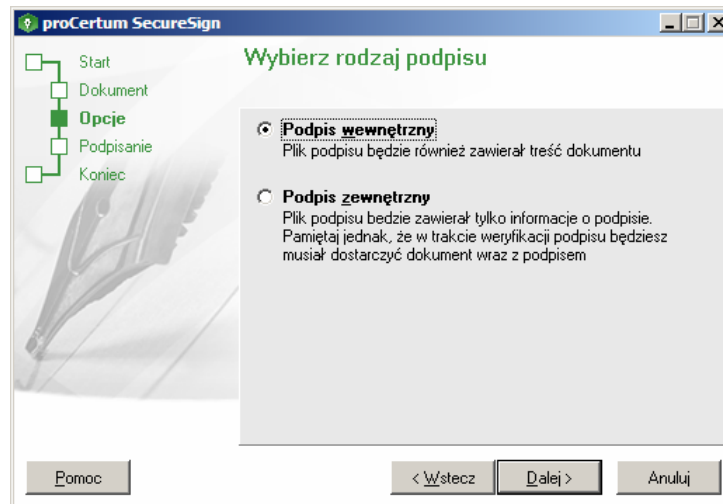 proCertum SecureSign
Start
Dokument
Opcje
Podpisanie
Koniec
Wybierz rodzaj podpisu
Podpis wewnętrzny
Plik podpisu będzie również zawierał treść dokumentu
Podpis zewnętrzny
Plik podpisu bedzie zawierał tylko informacje o podpisie.
Pamiętaj jednak, że w trakcie weryfikacji podpisu będziesz
musiał dostarczyć dokument wraz z podpisem
Pomoc
< Wstecz
Dalej >
Anuluj